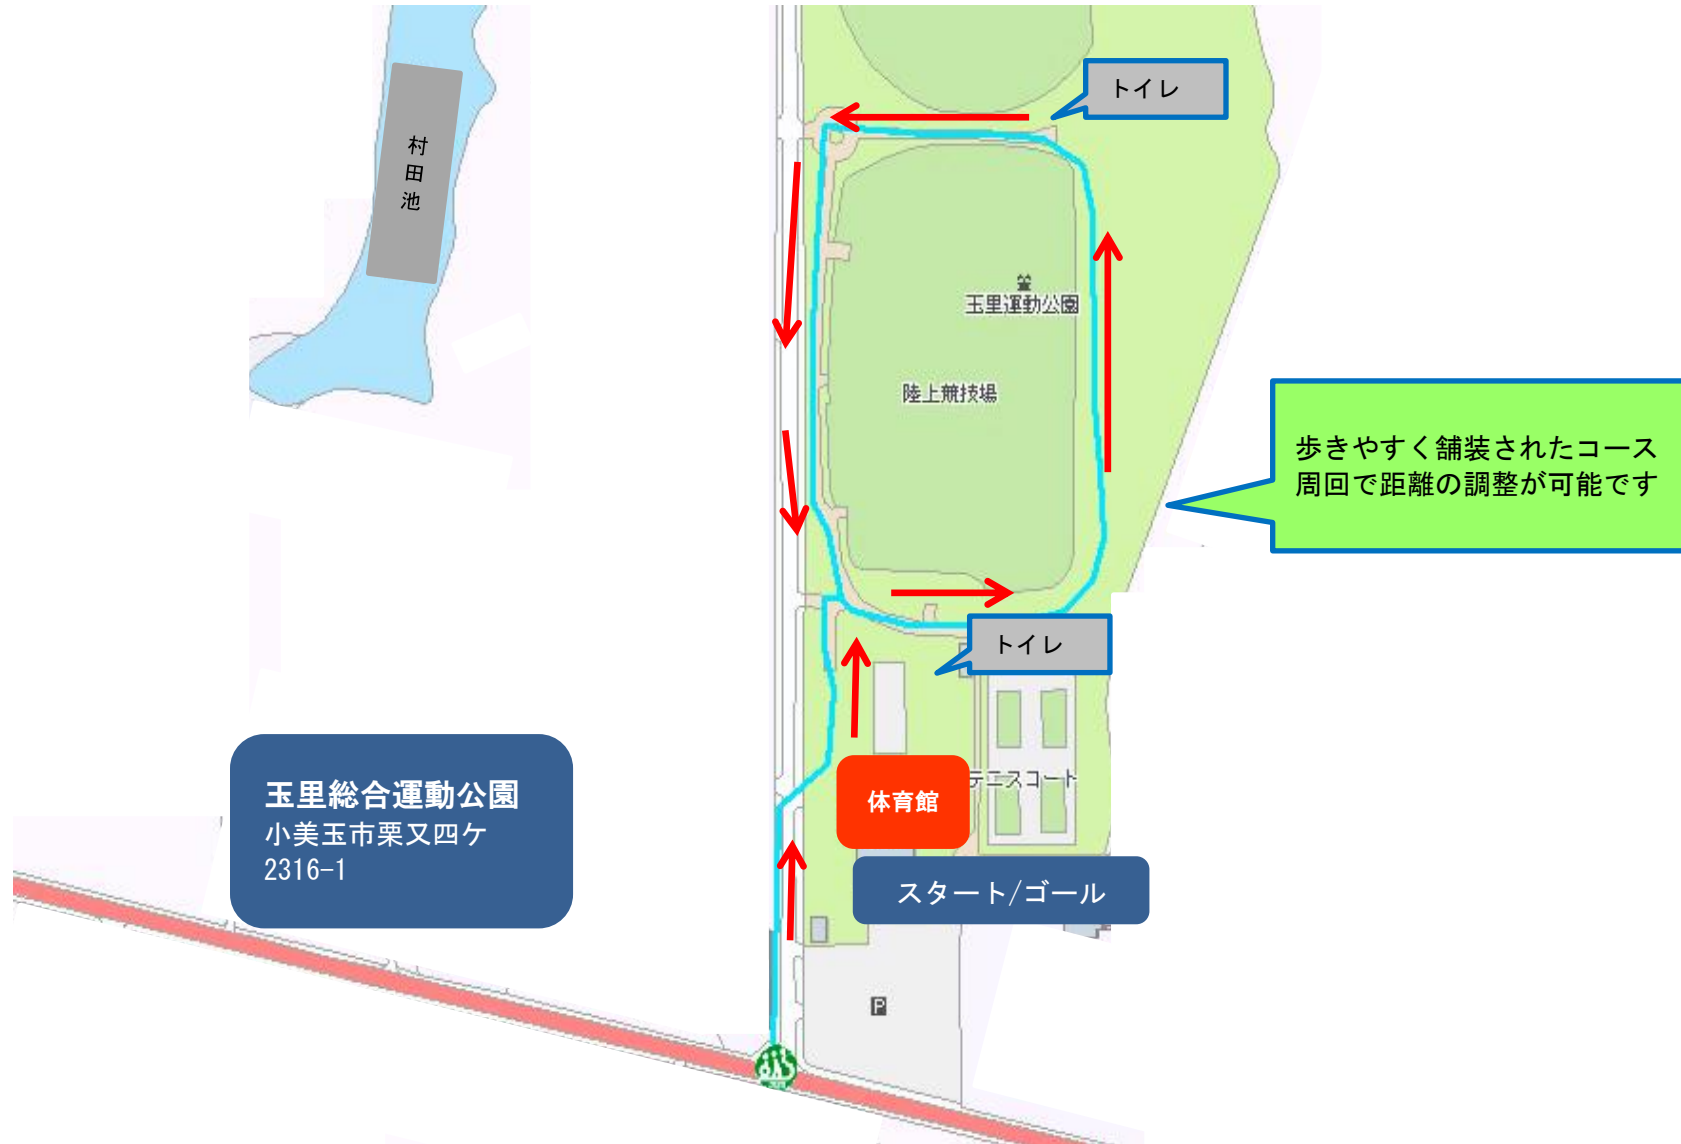 トイレ
村田池
玉里運動公園
陸上競技場
歩きやすく舗装されたコース
周回で距離の調整が可能です
トイレ
玉里総合運動公園
小美玉市栗又四ケ
2316-1
体育館
テニスコート
スタート/ゴール
P